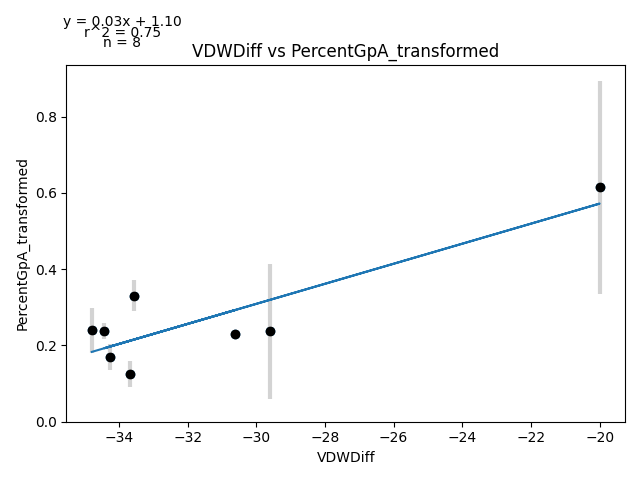 y = 0.03x + 1.10
r^2 = 0.75
n = 8
VDWDiff vs PercentGpA_transformed
PercentGpA_transformed
0.8
0.6
0.4
0.2
0.0
−34 −32 −30 −28 −26 −24 −22 −20
VDWDiff